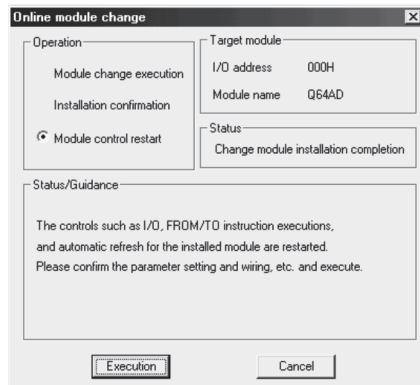 Online module change
Operation
Module change execution
Installation confirmation
Module control restart
Target module
I/O address 000H
Module name Q64AD
Status
Change module installation completion
Status/Guidance
The controls such as I/O, FROM/TO instruction executions,
and automatic refresh for the installed module are restarted.
Please confirm the parameter setting and wiring, etc. and execute.
Execution
Cancel